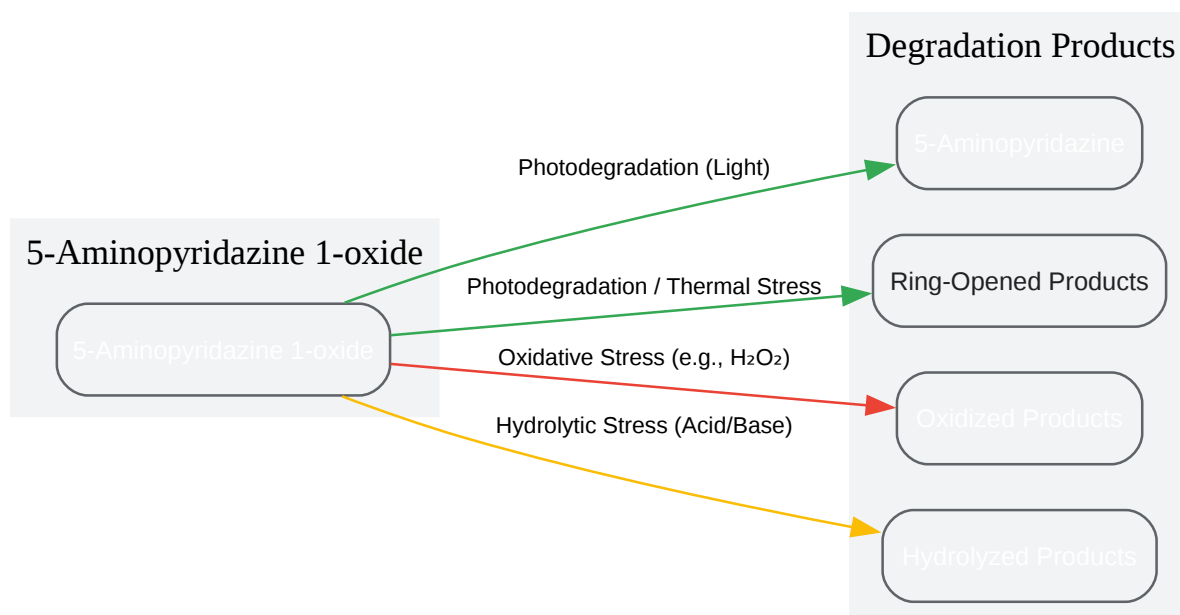 Degradation Products
5-Aminopyridazine
Photodegradation (Light)
5-Aminopyridazine 1-oxide
Photodegradation / Thermal Stress
Ring-Opened Products
5-Aminopyridazine 1-oxide
Oxidative Stress (e.g., H₂O₂)
Oxidized Products
Hydrolytic Stress (Acid/Base)
Hydrolyzed Products